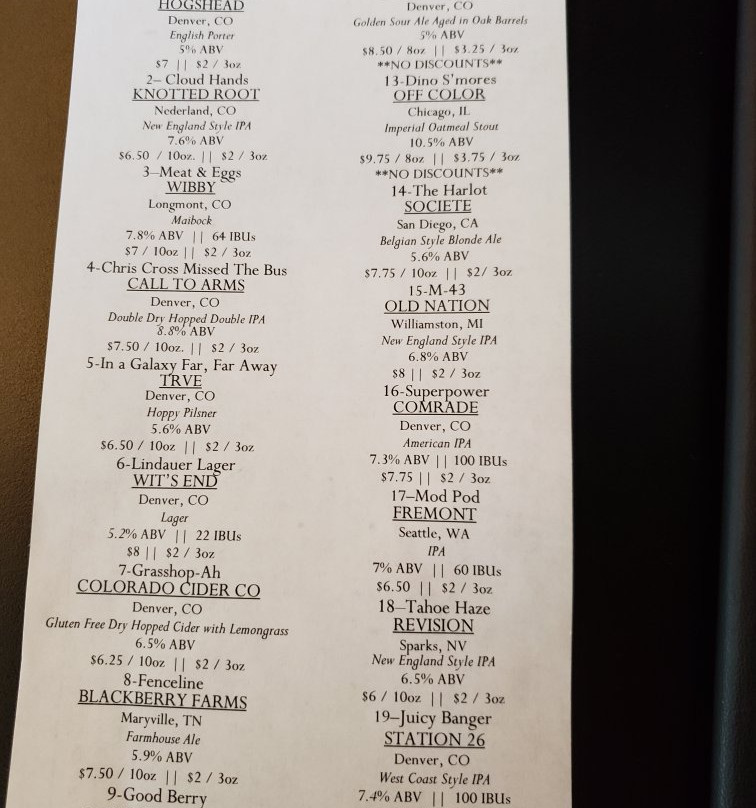 HOGSHEAD
Denver, CO
English Porter
5% ABV
$7 || $2 / 3oz
2– Cloud Hands
KNOTTED ROOT
Nederland, CO
New England Style IPA
7.6% ABV
$6.50 / 10oz. || $2 / 3oz
3–Meat & Eggs
WIBBY
Longmont, CO
Maibock
7.8% ABV || 64 IBUs
$7 / 10oz || $2 / 3oz
4-Chris Cross Missed The Bus
CALL TO ARMS
Denver, CO
Double Dry Hopped Double IPA
8.8% ABV
$7.50 / 10oz. || $2 / 3oz
5-In a Galaxy Far, Far Away
TRVE
Denver, CO
Hoppy Pilsner
5.6% ABV
$6.50 / 10oz || $2 / 3oz
6-Lindauer Lager
WIT'S END
Denver, CO
Lager
5.2% ABV || 22 IBUs
$8 || $2 / 3oz
7-Grasshop-Ah
COLORADO CIDER CO
Denver, CO
Gluten Free Dry Hopped Cider with Lemongrass
6.5% ABV
$6.25 / 10oz || $2 / 3oz
8-Fenceline
BLACKBERRY FARMS
Maryville, TN
Farmhouse Ale
5.9% ABV
$7.50 / 10oz || $2 / 3oz
9-Good Berry
Denver, CO
Golden Sour Ale Aged in Oak Barrels
5% ABV
$8.50 / 8oz || $3.25 / 3oz
**NO DISCOUNTS**
13-Dino S'mores
OFF COLOR
Chicago, IL
Imperial Oatmeal Stout
10.5% ABV
$9.75 / 8oz || $3.75 / 3oz
**NO DISCOUNTS**
14-The Harlot
SOCIETE
San Diego, CA
Belgian Style Blonde Ale
5.6% ABV
$7.75 / 10oz || $2/ 3oz
15-M-43
OLD NATION
Williamston, MI
New England Style IPA
6.8% ABV
$8 || $2 / 3oz
16-Superpower
COMRADE
Denver, CO
American IPA
7.3% ABV || 100 IBUs
$7.75 || $2 / 3oz
17–Mod Pod
FREMONT
Seattle, WA
IPA
7% ABV || 60 IBUs
$6.50 || $2 / 3oz
18–Tahoe Haze
REVISION
Sparks, NV
New England Style IPA
6.5% ABV
$6 / 10oz || $2 / 3oz
19–Juicy Banger
STATION 26
Denver, CO
West Coast Style IPA
7.4% ABV || 100 IBUs